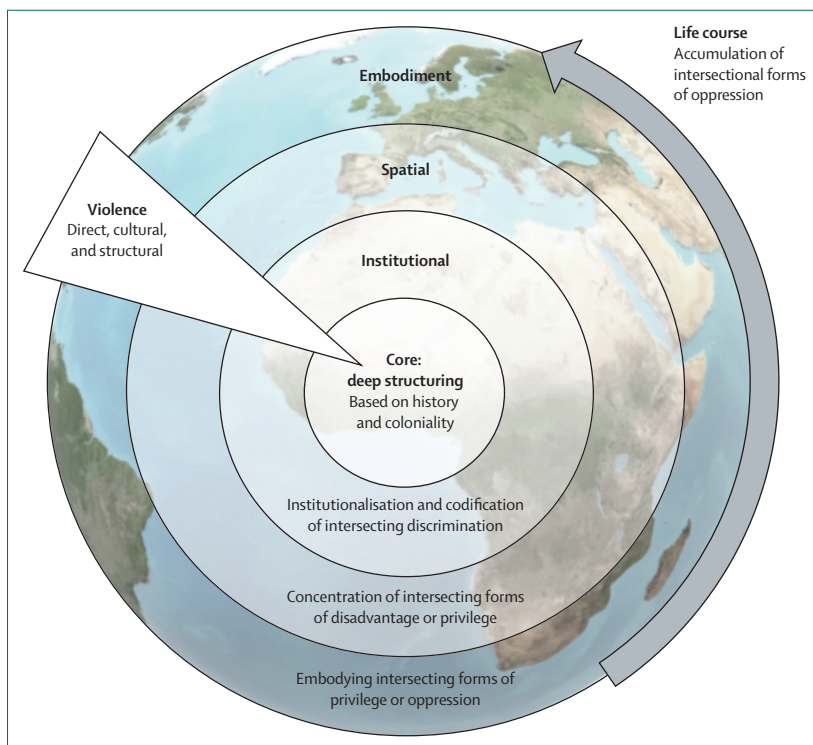 Life course
Accumulation of
intersectional forms
of oppression
Embodiment
Spatial
Violence
Direct, cultural,
and structural
Institutional
Core:
deep structuring
Based on history
and coloniality
Institutionalisation and codification
of intersecting discrimination
Concentration of intersecting forms
of disadvantage or privilege
Embodying intersecting forms of
privilege or oppression